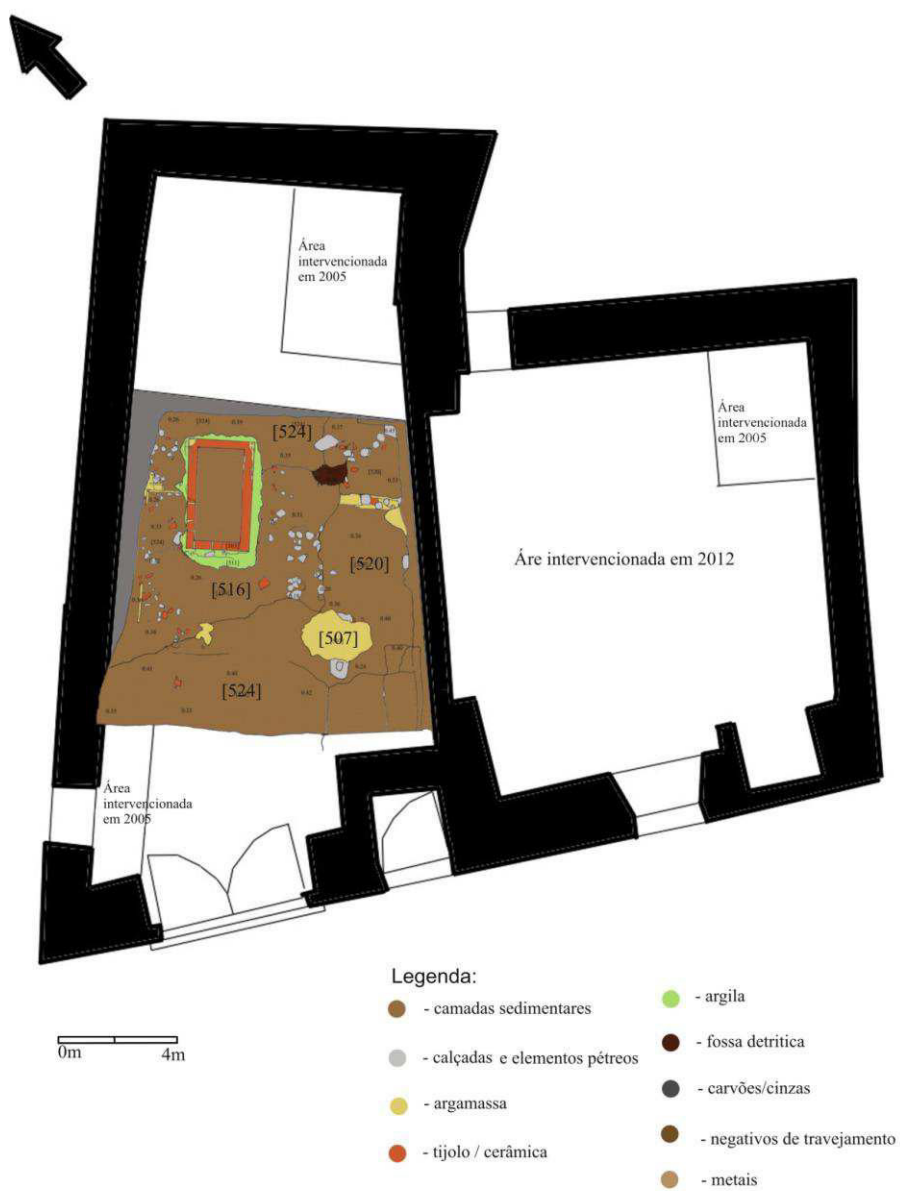 Área
intervencionada
em 2005
Área
intervencionada
em 2005
Áre intervencionada em 2012
[524]
[520]
[516]
[507]
[524]
Área
intervencionada
em 2005
Legenda:
- camadas sedimentares
- calçadas e elementos pétreos
- argamassa
- tijolo / cerâmica
- argila
- fossa detritica
- carvões/cinzas
- negativos de travejamento
- metais
0m 4m